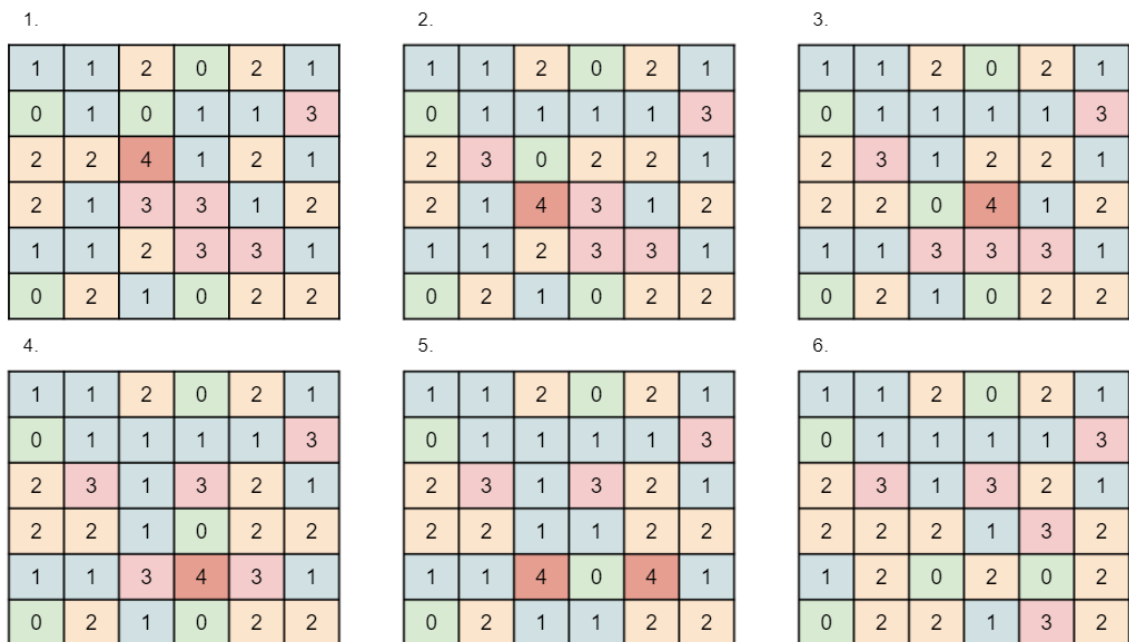 1. 2. 3.
1 1 2 0 2 1 1 1 2 0 2 1 1 1 2 0 2 1
0 1 0 1 1 3 0 1 1 1 1 3 0 1 1 1 1 3
2 2 4 1 2 1 2 3 0 2 2 1 2 3 1 2 2 1
2 1 3 3 1 2 2 1 4 3 1 2 2 2 0 4 1 2
1 1 2 3 3 1 1 1 2 3 3 1 1 1 3 3 3 1
0 2 1 0 2 2 0 2 1 0 2 2 0 2 1 0 2 2
4. 5. 6.
1 1 2 0 2 1 1 1 2 0 2 1 1 1 2 0 2 1
0 1 1 1 1 3 0 1 1 1 1 3 0 1 1 1 1 3
2 3 1 3 2 1 2 3 1 3 2 1 2 3 1 3 2 1
2 2 1 0 2 2 2 2 1 1 2 2 2 2 2 1 3 2
1 1 3 4 3 1 1 1 4 0 4 1 1 2 0 2 0 2
0 2 1 0 2 2 0 2 1 1 2 2 0 2 2 1 3 2